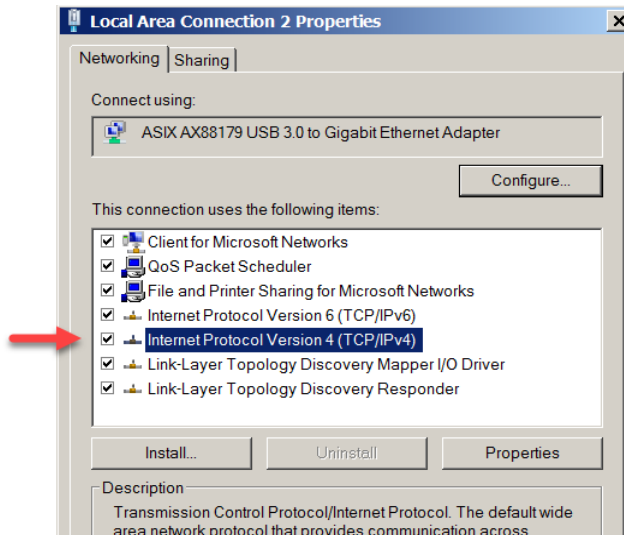 Local Area Connection 2 Properties
Networking Sharing
Connect using:
ASIX AX88179 USB 3.0 to Gigabit Ethernet Adapter
Configure...
This connection uses the following items:
Client for Microsoft Networks
QoS Packet Scheduler
File and Printer Sharing for Microsoft Networks
Internet Protocol Version 6 (TCP/IPv6)
Internet Protocol Version 4 (TCP/IPv4)
Link-Layer Topology Discovery Mapper I/O Driver
Link-Layer Topology Discovery Responder
Install... Uninstall Properties
Description
Transmission Control Protocol/Internet Protocol. The default wide
area network protocol that provides communication across